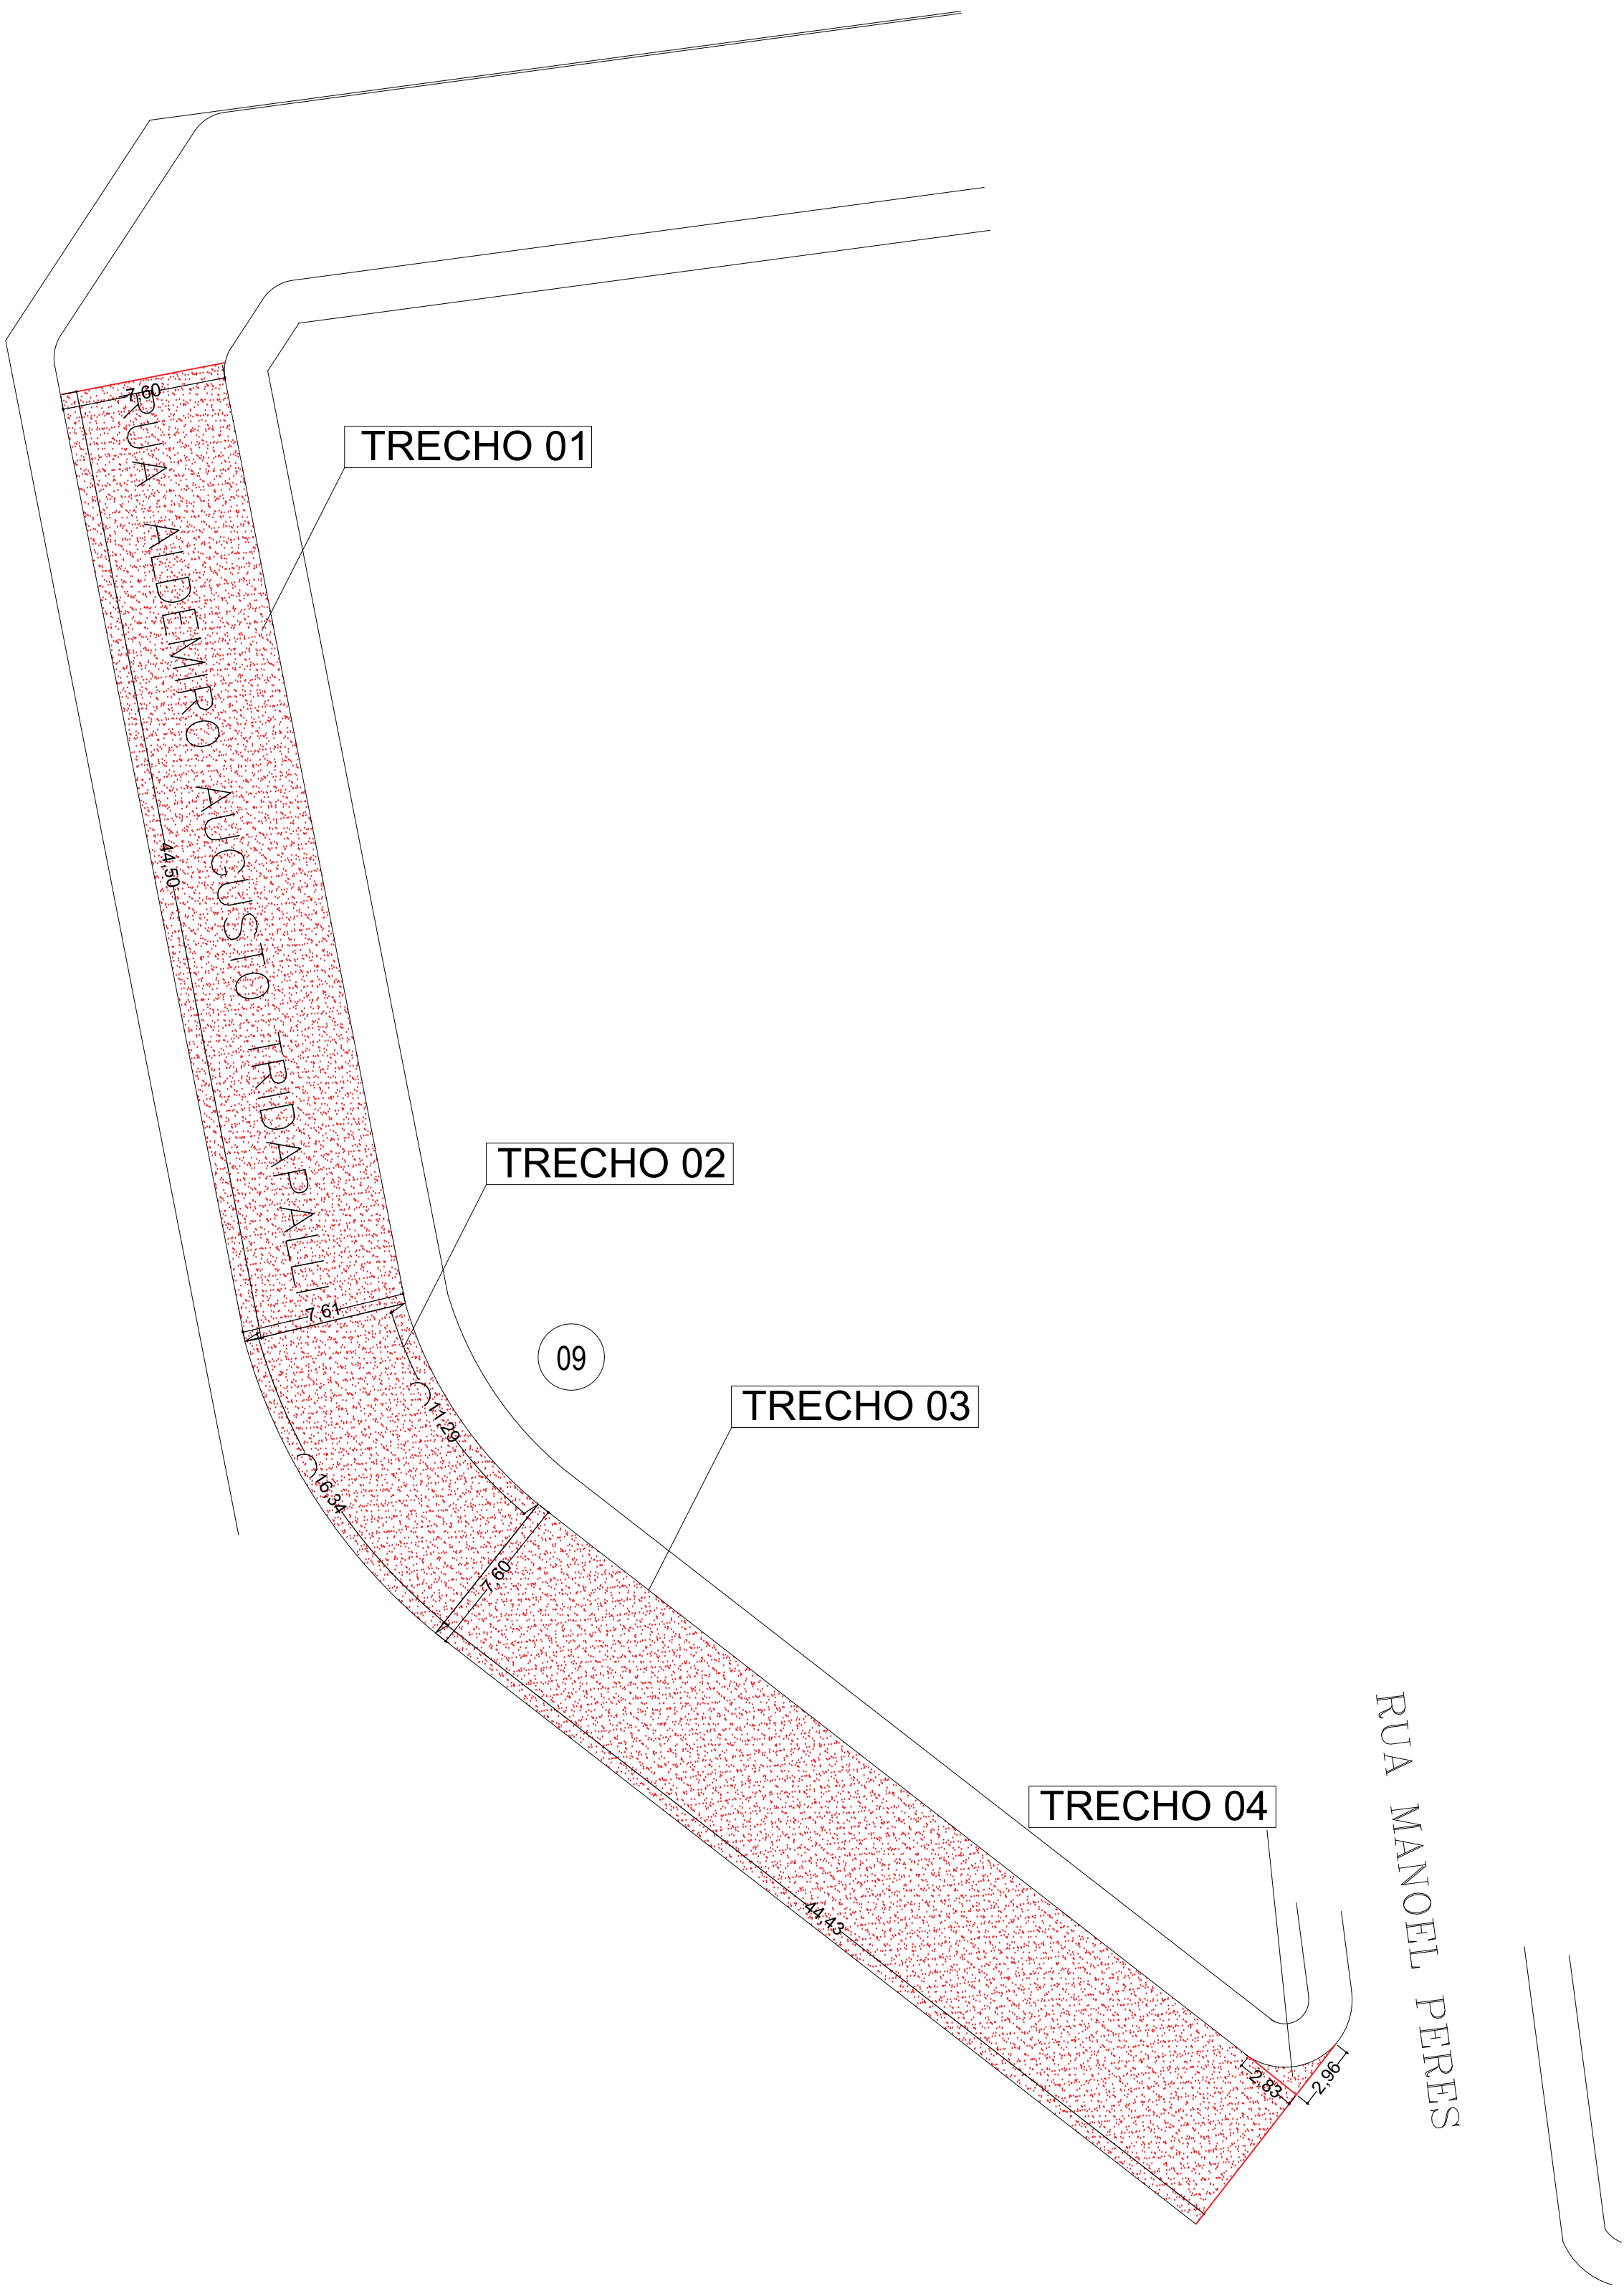 7,60
TRECHO 01
RUA ALDEMIRO AUGUSTO TRIDAPALLI
44,50
TRECHO 02
7,61
09
TRECHO 03
11,29
16,34
7,60
RUA MANOEL PERES
TRECHO 04
44,43
2,83
2,96